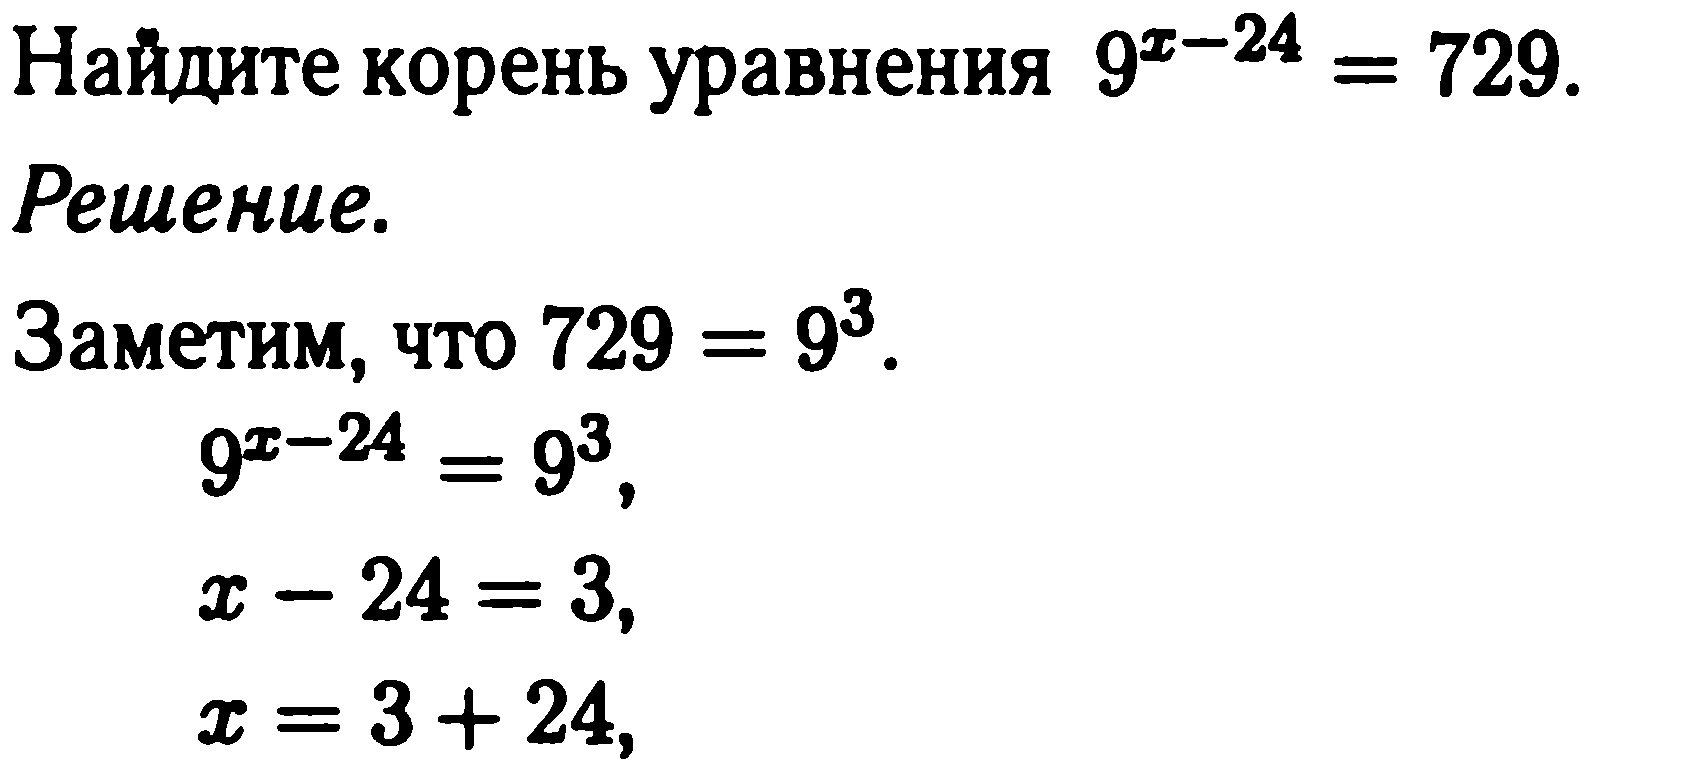 Найдите корень уравнения 9^{x−24} = 729.
Решение.
Заметим, что 729 = 9^3.
9^{x−24} = 9^3,
x − 24 = 3,
x = 3 + 24,